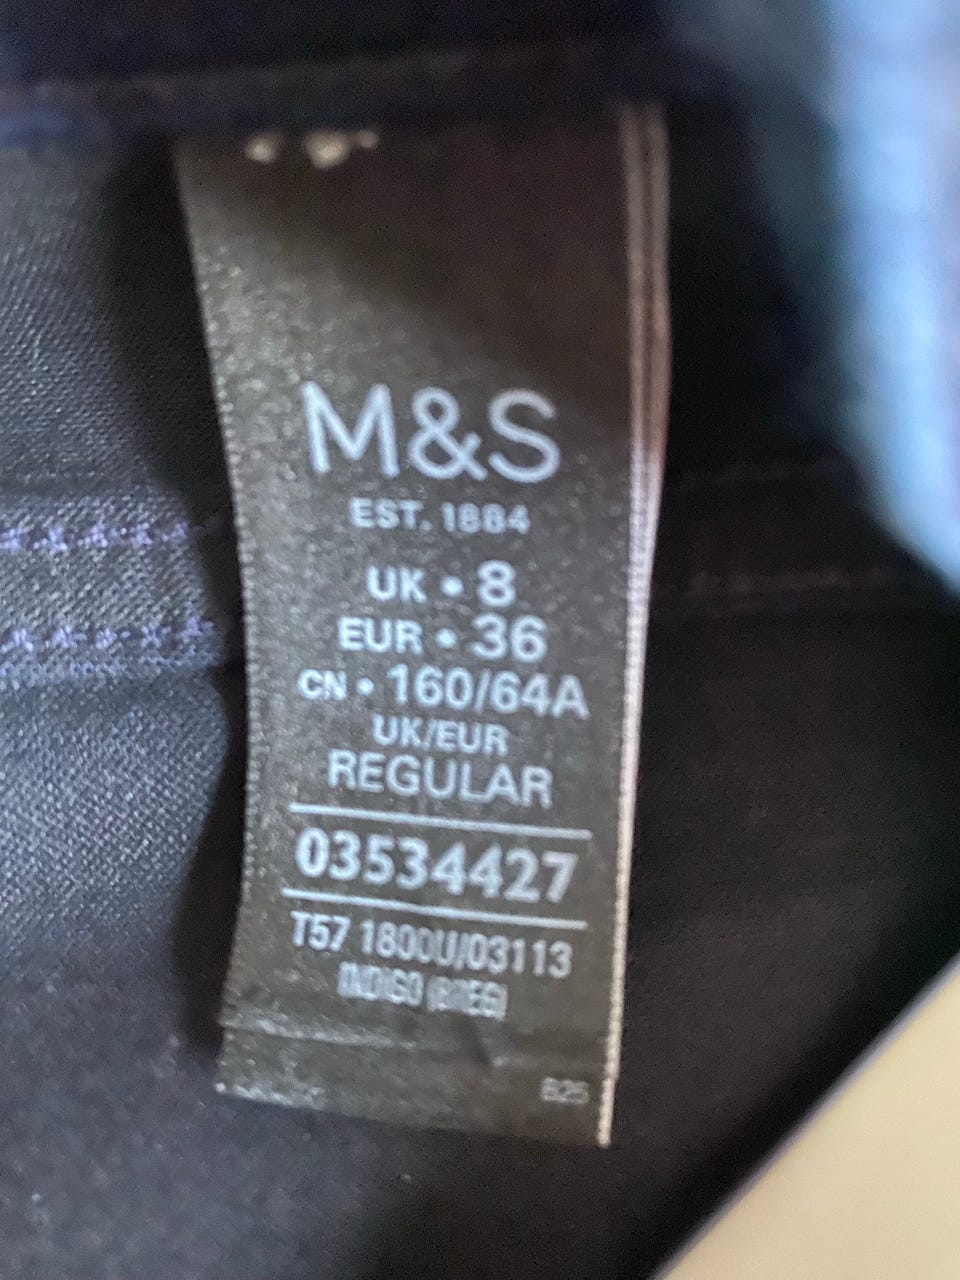 M&S
EST. 1884
UK • 8
EUR • 36
CN • 160/64A
UK/EUR
REGULAR
03534427
T57 1800U/03113
INDIGO
B25